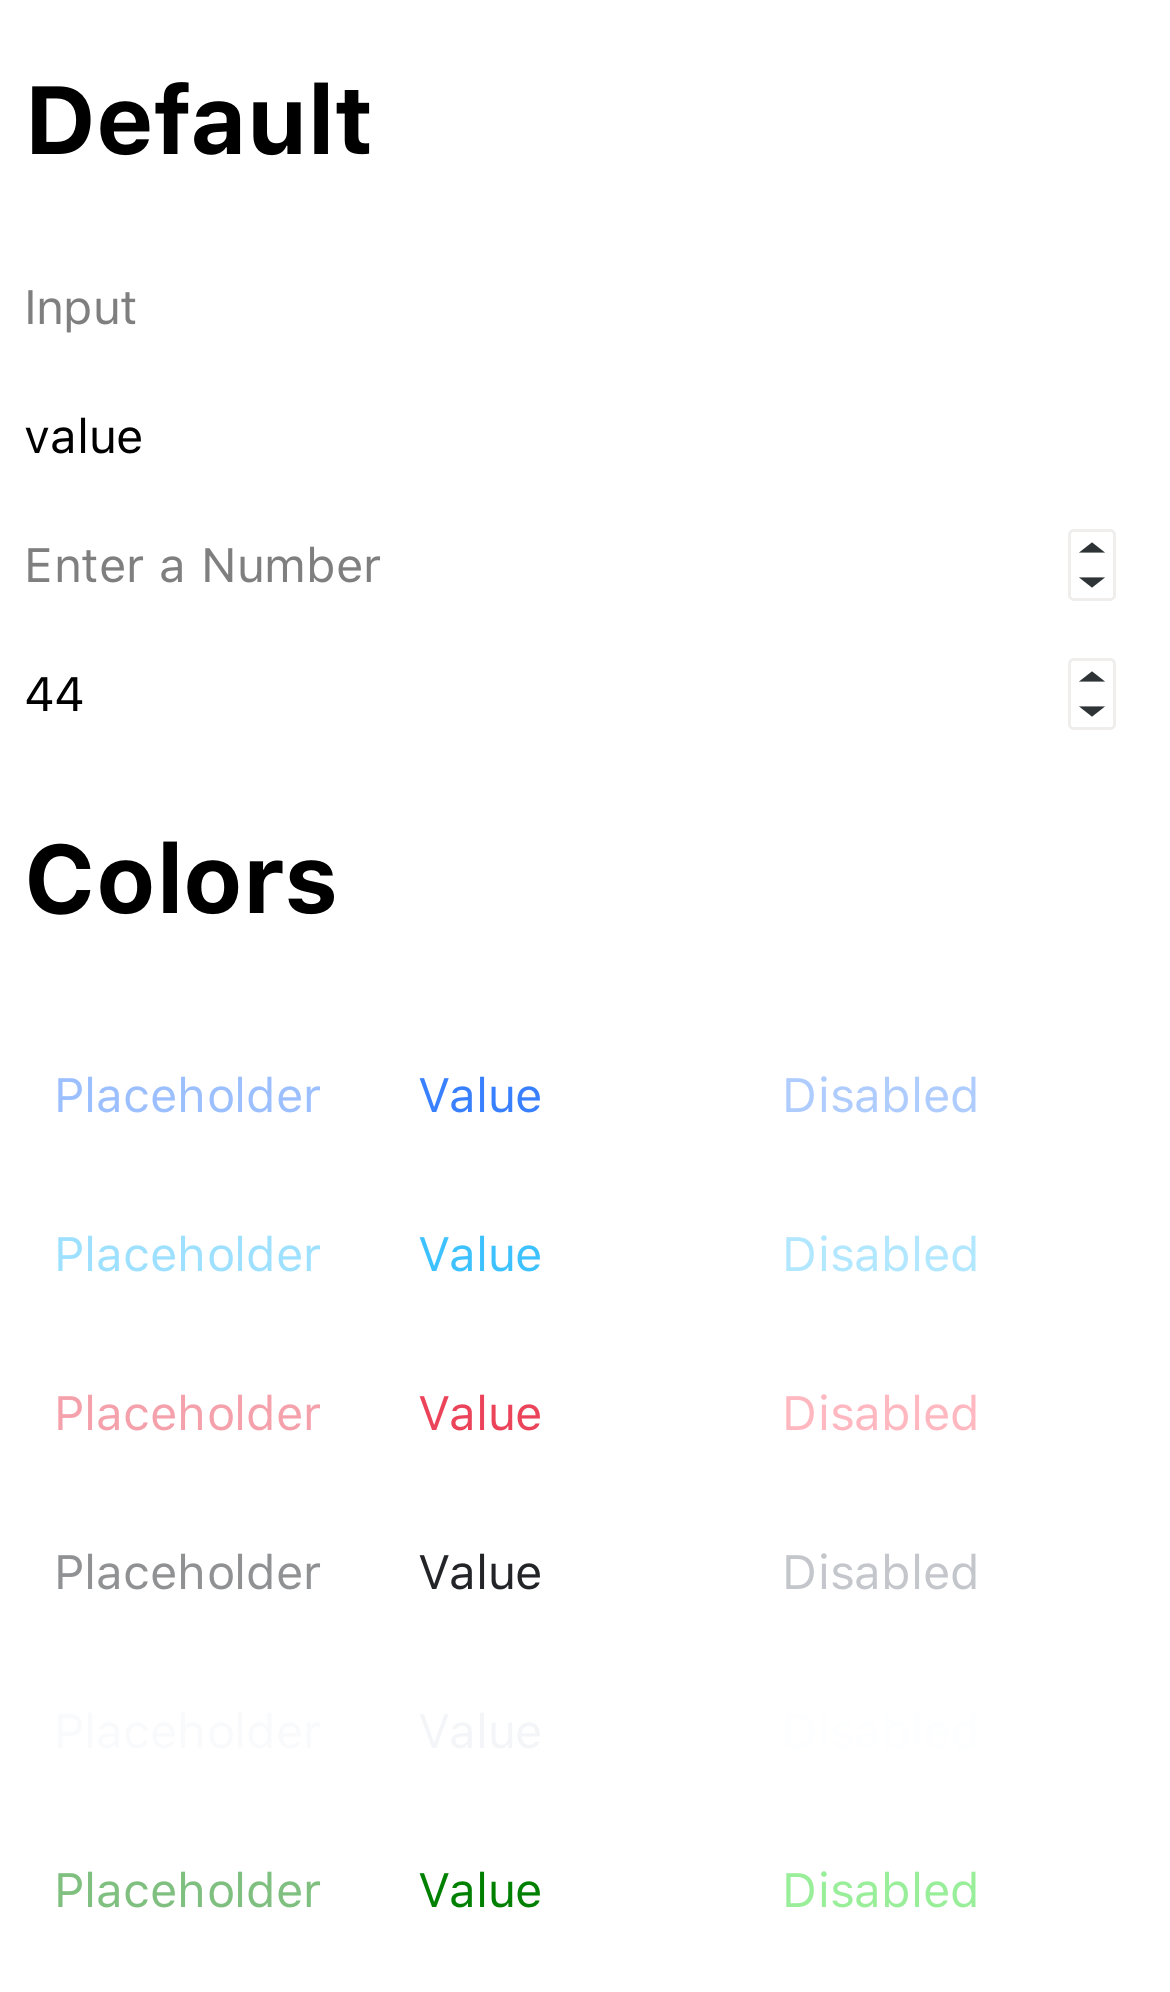 Default
Input
value
Enter a Number
44
Colors
Placeholder Value Disabled
Placeholder Value Disabled
Placeholder Value Disabled
Placeholder Value Disabled
Placeholder Value Disabled
Placeholder Value Disabled